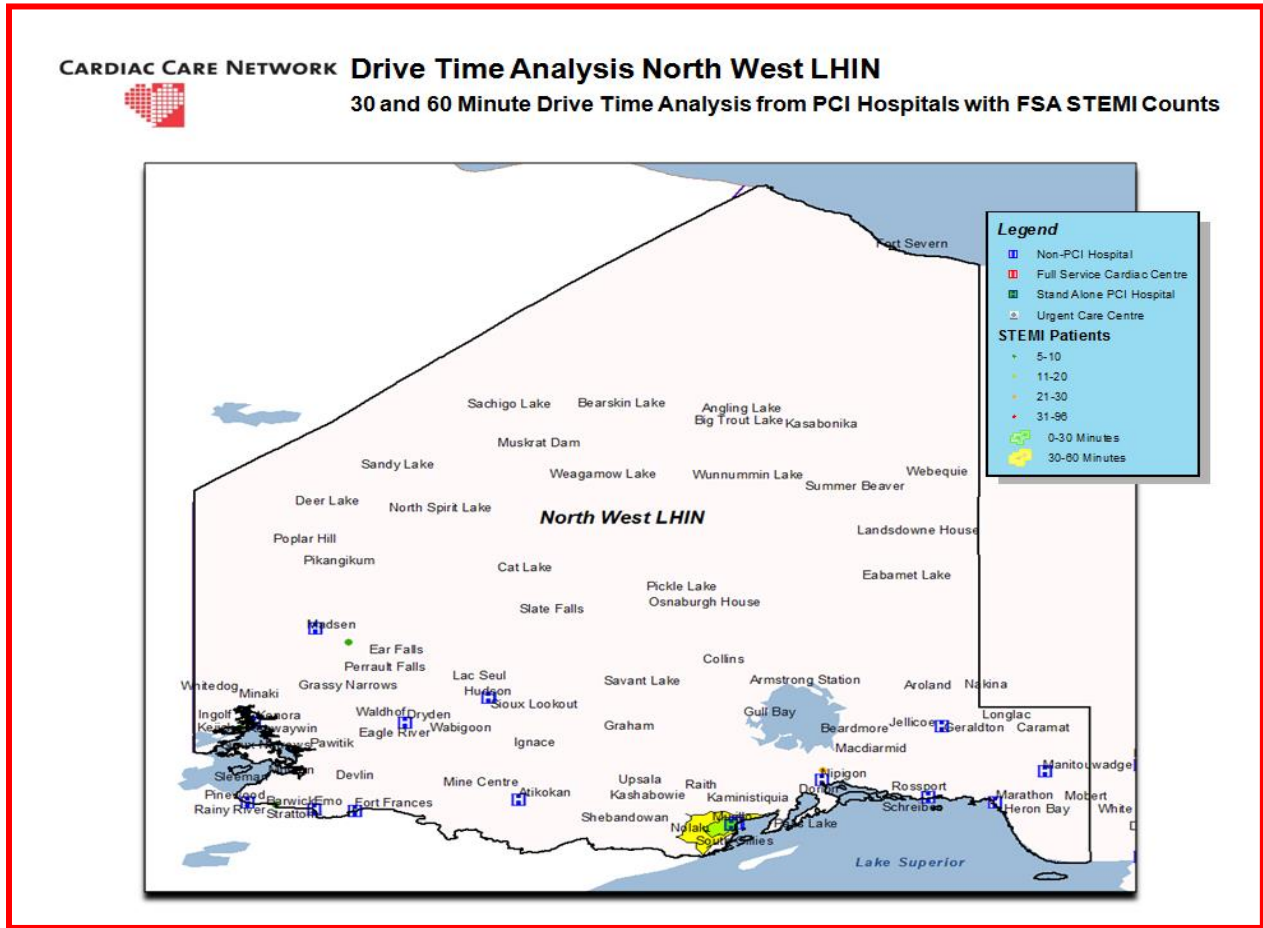 CARDIAC CARE NETWORK
Drive Time Analysis North West LHIN
30 and 60 Minute Drive Time Analysis from PCI Hospitals with FSA STEMI Counts
Fort Severn
Legend
Non-PCI Hospital
Full Service Cardiac Centre
Stand Alone PCI Hospital
Urgent Care Centre
STEMI Patients
5-10
11-20
21-30
31-96
0-30 Minutes
30-60 Minutes
Sachigo Lake
Bearskin Lake
Angling Lake
Big Trout Lake
Kasabonika
Muskrat Dam
Sandy Lake
Weagamow Lake
Wunnummin Lake
Webequie
Summer Beaver
Deer Lake
North Spirit Lake
North West LHIN
Landsdowne House
Poplar Hill
Pikangikum
Cat Lake
Eabamet Lake
Pickle Lake
Osnaburgh House
Slate Falls
Madsen
Ear Falls
Perrault Falls
Collins
Lac Seul
Savant Lake
Armstrong Station
Aroland
Nakina
Whitedog
Minaki
Grassy Narrows
Hudson
Sioux Lookout
Gull Bay
Longlac
Ingolf
Kenora
Waldhof
Dryden
Eagle River
Wabigoon
Graham
Beardmore
Jellicoe
Geraldton
Caramat
Pawitik
Ignace
Macdiarmid
Manitouwadge
Sleeman
Devlin
Mine Centre
Upsala
Raith
Nipigon
Dorion
Rossport
Pinewood
Barwick
Emo
Fort Frances
Atikokan
Kashabowie
Kaministiquia
Marathon
Mobert
Rainy River
Stratton
Shebandowan
Schreiber
Heron Bay
White
Murillo
Nolalu
Pass Lake
South Gillies
Lake Superior